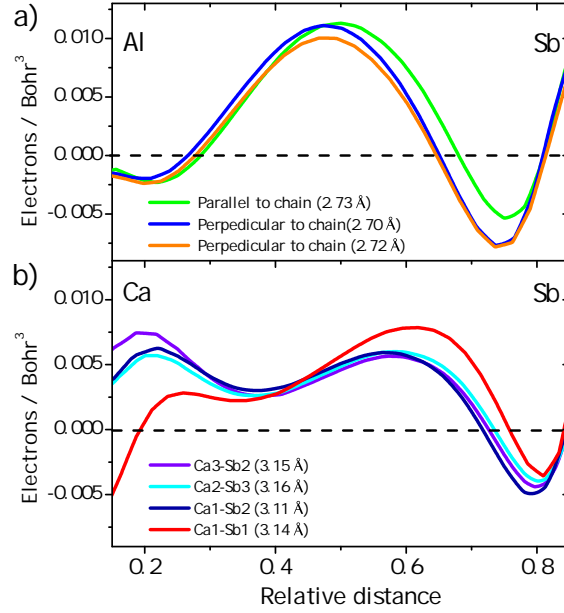 a)
Al Sb
Electrons / Bohr³
0.010
0.005
0.000
-0.005
Parallel to chain (2.73 Å)
Perpedicular to chain(2.70 Å)
Perpedicular to chain (2.72 Å)
b)
Ca Sb
Electrons / Bohr³
0.010
0.005
0.000
-0.005
Ca3-Sb2 (3.15 Å)
Ca2-Sb3 (3.16 Å)
Ca1-Sb2 (3.11 Å)
Ca1-Sb1 (3.14 Å)
0.2 0.4 0.6 0.8
Relative distance